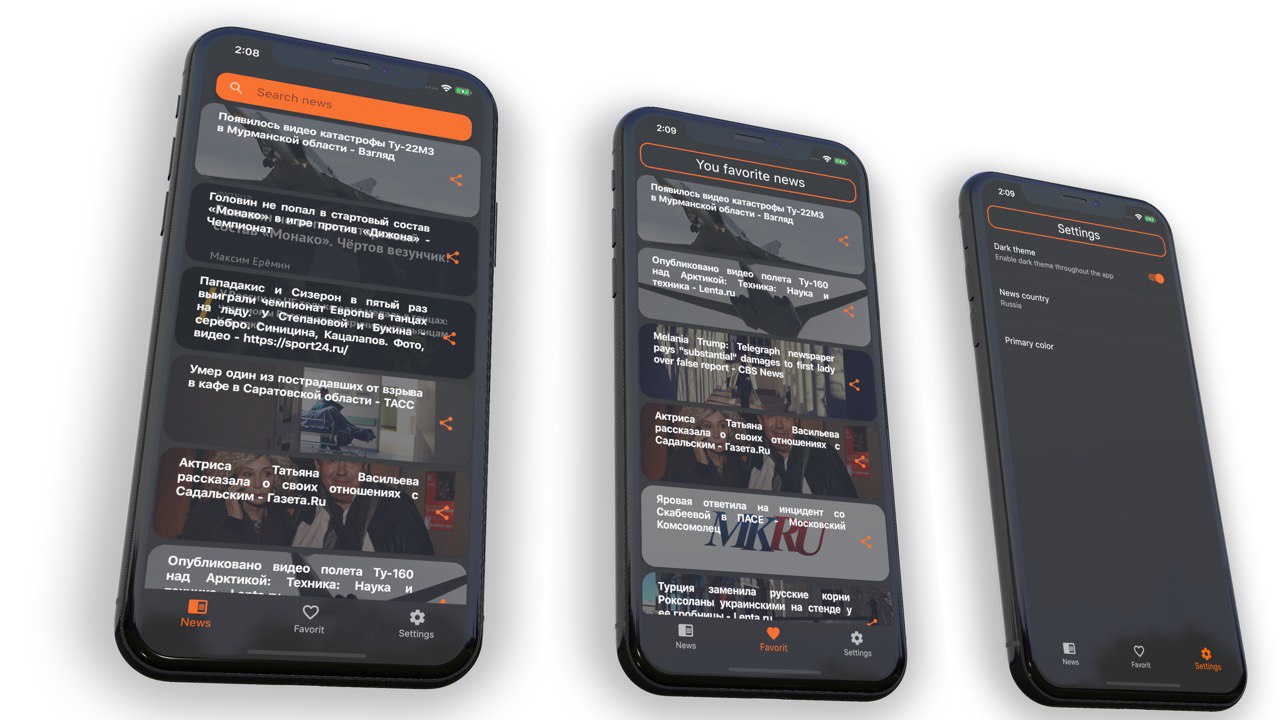 2:08
Search news
Появилось видео катастрофы Ту-22М3
в Мурманской области - Взгляд
Головин не попал в стартовый состав
«Монако» в игре против «Дижона» -
Чемпионат
состав «Монако». Чёртов везунчик!
Максим Ерёмин
Пападакис и Сизерон в пятый раз
выиграли чемпионат Европы в танцах
на льду, у Степановой и Букина –
серебро, Синицина, Кацалапов. Фото,
видео - https://sport24.ru/
Умер один из пострадавших от взрыва
в кафе в Саратовской области - ТАСС
Актриса Татьяна Васильева
рассказала о своих отношениях с
Садальским - Газета.Ru
Опубликовано видео полета Ту-160
над Арктикой: Техника: Наука и
техника - Lenta.ru
News
Favorit
Settings
2:09
You favorite news
Появилось видео катастрофы Ту-22М3
в Мурманской области - Взгляд
Опубликовано видео полета Ту-160
над Арктикой: Техника: Наука и
техника - Lenta.ru
Melania Trump: Telegraph newspaper
pays "substantial" damages to first lady
over false report - CBS News
Актриса Татьяна Васильева
рассказала о своих отношениях с
Садальским - Газета.Ru
Яровая ответила на инцидент со
Скабеевой в ПАСЕ - Московский
Комсомолец
MKRU
Турция заменила русские корни
Роксоланы украинскими на стенде у
ее гробницы - Lenta.ru
News
Favorit
Settings
2:09
Settings
Dark theme
Enable dark theme throughout the app
News country
Russia
Primary color
News
Favorit
Settings